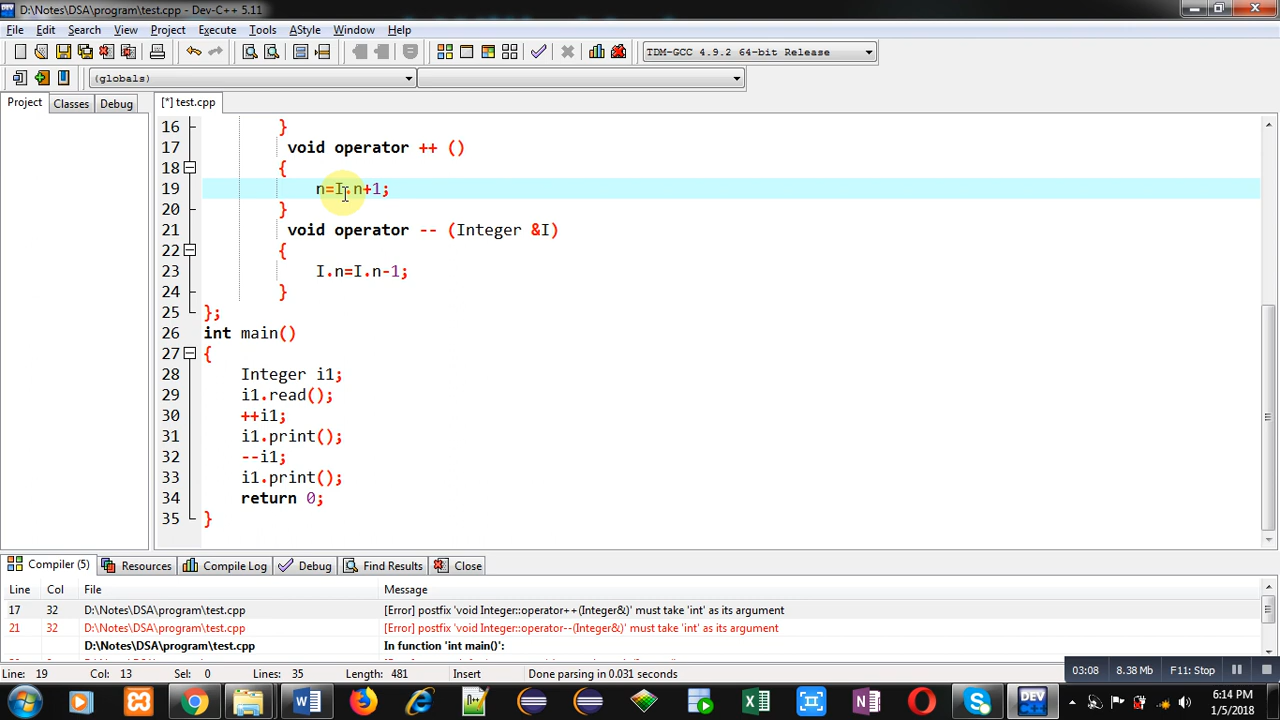 D:\Notes\DSA\program\test.cpp - Dev-C++ 5.11
File Edit Search View Project Execute Tools AStyle Window Help
TDM-GCC 4.9.2 64-bit Release
(globals)
Project Classes Debug [*] test.cpp
16 }
17 void operator ++ ()
18 {
19 n=I.n+1;
20 }
21 void operator -- (Integer &I)
22 {
23 I.n=I.n-1;
24 }
25 };
26 int main()
27 {
28 Integer i1;
29 i1.read();
30 ++i1;
31 i1.print();
32 --i1;
33 i1.print();
34 return 0;
35 }
Compiler (5) Resources Compile Log Debug Find Results Close
Line Col File Message
17 32 D:\Notes\DSA\program\test.cpp [Error] postfix 'void Integer::operator++(Integer&)' must take 'int' as its argument
21 32 D:\Notes\DSA\program\test.cpp [Error] postfix 'void Integer::operator--(Integer&)' must take 'int' as its argument
D:\Notes\DSA\program\test.cpp In function 'int main()':
Line: 19 Col: 13 Sel: 0 Lines: 35 Length: 481 Insert Done parsing in 0.031 seconds
03:08 8.38 Mb F11: Stop
6:14 PM
1/5/2018